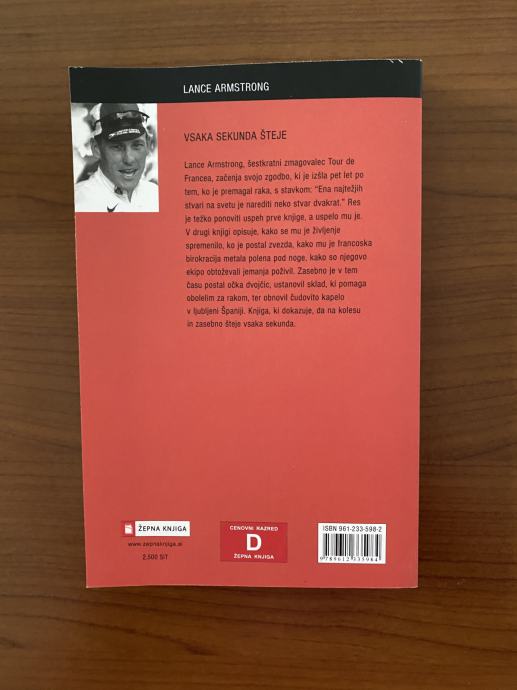 LANCE ARMSTRONG
VSAKA SEKUNDA ŠTEJE
Lance Armstrong, šestkratni zmagovalec Tour de
Francea, začenja svojo zgodbo, ki je izšla pet let po
tem, ko je premagal raka, s stavkom: "Ena najtežjih
stvari na svetu je narediti neko stvar dvakrat." Res
je težko ponoviti uspeh prve knjige, a uspelo mu je.
V drugi knjigi opisuje, kako se mu je življenje
spremenilo, ko je postal zvezda, kako mu je francoska
birokracija metala polena pod noge, kako so njegovo
ekipo obtoževali jemanja poživil. Zasebno je v tem
času postal očka dvojčic, ustanovil sklad, ki pomaga
obolelim za rakom, ter obnovil čudovito kapelo
v ljubljeni Španiji. Knjiga, ki dokazuje, da na kolesu
in zasebno šteje vsaka sekunda.
ŽEPNA KNJIGA
www.zepnaknjiga.si
2.500 SIT
CENOVNI RAZRED
D
ŽEPNA KNJIGA
ISBN 961-233-598-2
9789612335984